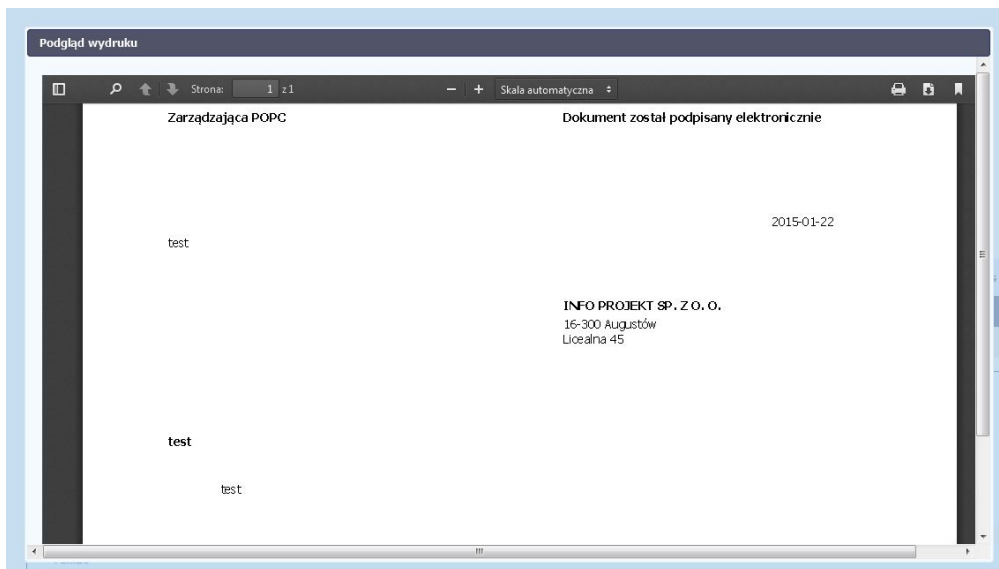 Podgląd wydruku
Strona: 1 z 1 Skala automatyczna
Zarządzająca POPC Dokument został podpisany elektronicznie
2015-01-22
test
INFO PROJEKT SP. Z O. O.
16-300 Augustów
Licealna 45
test
test